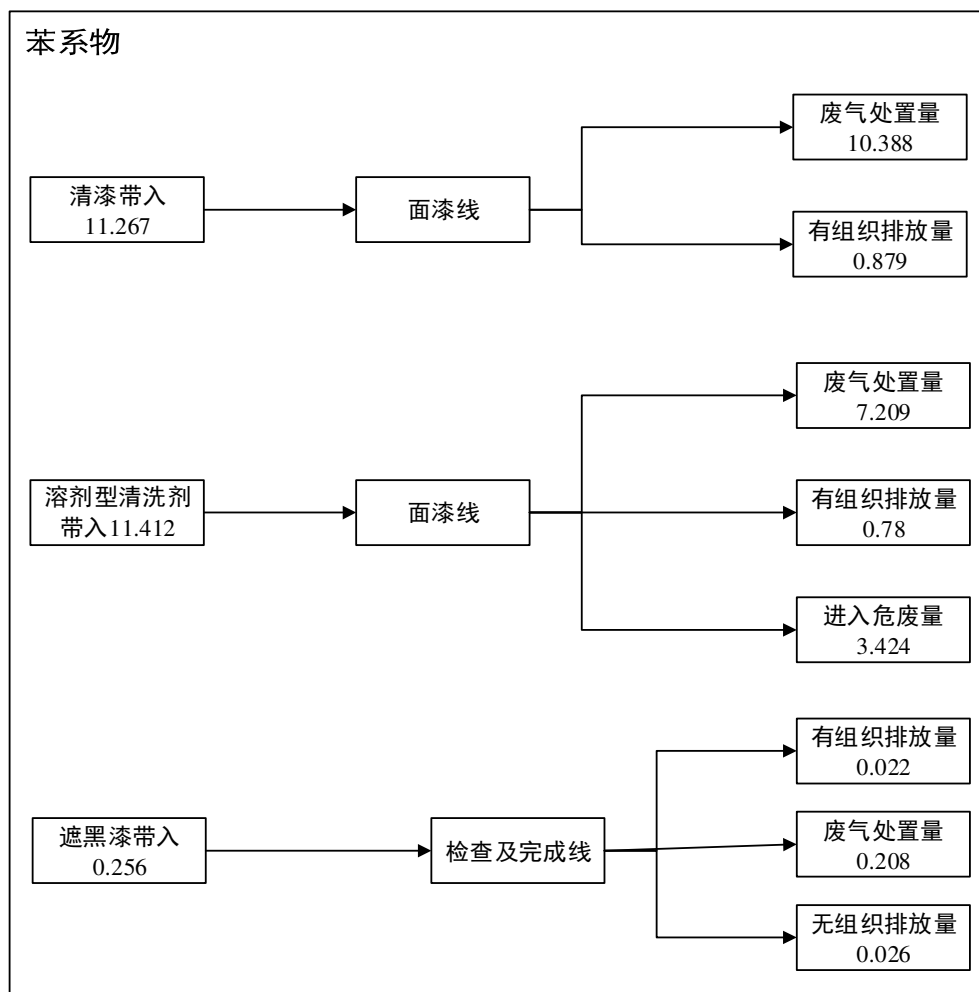 苯系物
清漆带入
11.267
面漆线
废气处置量
10.388
有组织排放量
0.879
溶剂型清洗剂
带入11.412
面漆线
废气处置量
7.209
有组织排放量
0.78
进入危废量
3.424
遮黑漆带入
0.256
检查及完成线
有组织排放量
0.022
废气处置量
0.208
无组织排放量
0.026